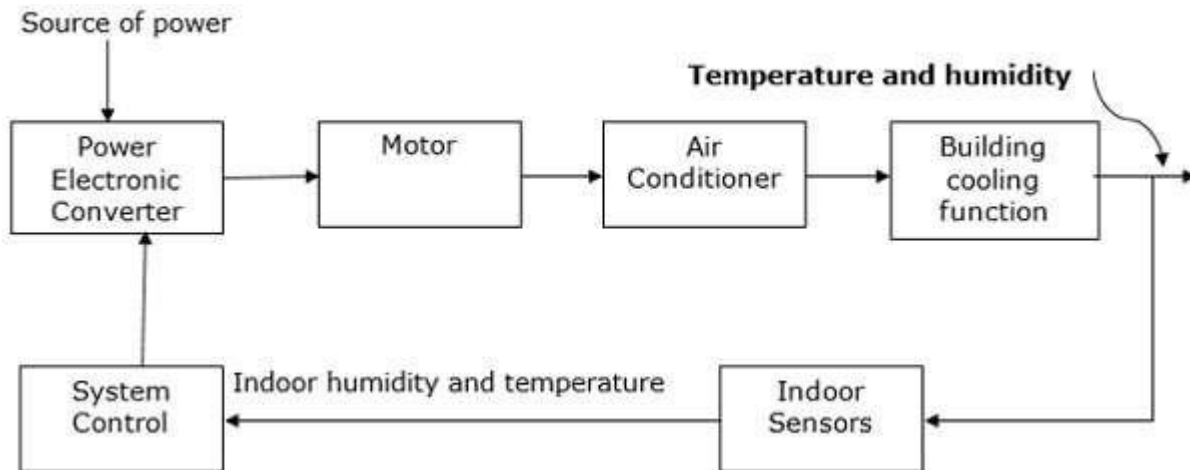 Source of power
Temperature and humidity
Power
Electronic
Converter
Motor
Air
Conditioner
Building
cooling
function
System
Control
Indoor humidity and temperature
Indoor
Sensors